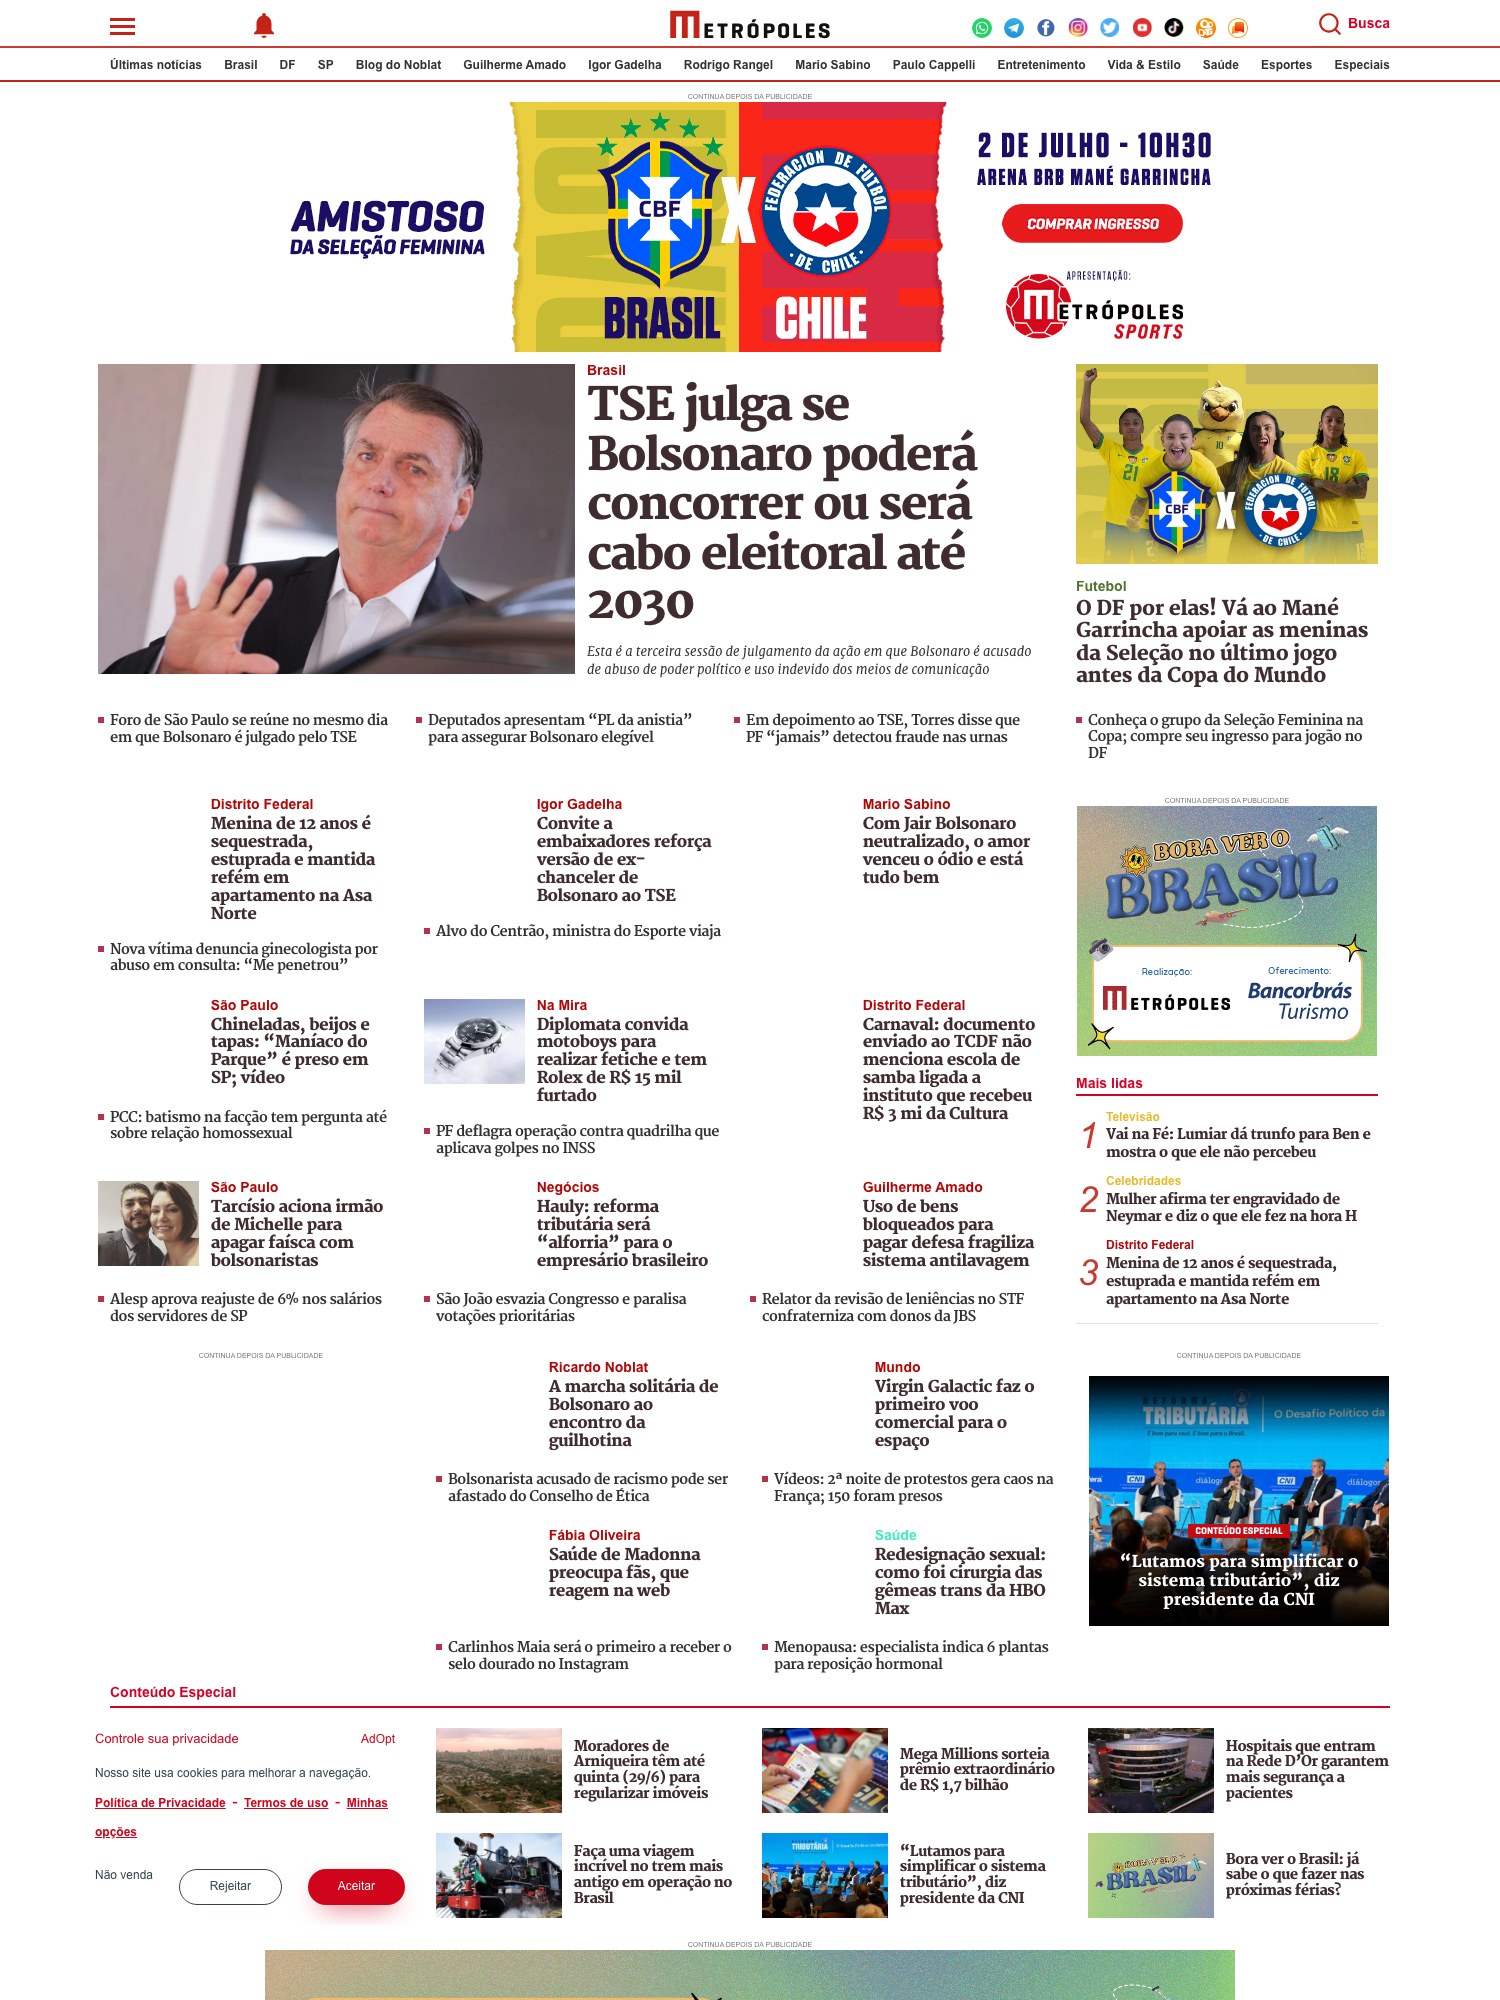 METRÓPOLES
Busca
Últimas notícias Brasil DF SP Blog do Noblat Guilherme Amado Igor Gadelha Rodrigo Rangel Mario Sabino Paulo Cappelli Entretenimento Vida & Estilo Saúde Esportes Especiais
CONTINUA DEPOIS DA PUBLICIDADE
AMISTOSO
DA SELEÇÃO FEMININA
CBF
X
FEDERACION DE FUTBOL
· DE CHILE ·
BRASIL
CHILE
2 DE JULHO - 10H30
ARENA BRB MANÉ GARRINCHA
COMPRAR INGRESSO
APRESENTAÇÃO:
METRÓPOLES
SPORTS
Brasil
TSE julga se
Bolsonaro poderá
concorrer ou será
cabo eleitoral até
2030
Esta é a terceira sessão de julgamento da ação em que Bolsonaro é acusado
de abuso de poder político e uso indevido dos meios de comunicação
21
10
18
CBF
X
FEDERACION DE FUTBOL
· DE CHILE ·
Futebol
O DF por elas! Vá ao Mané
Garrincha apoiar as meninas
da Seleção no último jogo
antes da Copa do Mundo
Foro de São Paulo se reúne no mesmo dia
em que Bolsonaro é julgado pelo TSE
Deputados apresentam “PL da anistia”
para assegurar Bolsonaro elegível
Em depoimento ao TSE, Torres disse que
PF “jamais” detectou fraude nas urnas
Conheça o grupo da Seleção Feminina na
Copa; compre seu ingresso para jogão no
DF
Distrito Federal
Menina de 12 anos é
sequestrada,
estuprada e mantida
refém em
apartamento na Asa
Norte
Nova vítima denuncia ginecologista por
abuso em consulta: “Me penetrou”
Igor Gadelha
Convite a
embaixadores reforça
versão de ex-
chanceler de
Bolsonaro ao TSE
Alvo do Centrão, ministra do Esporte viaja
Mario Sabino
Com Jair Bolsonaro
neutralizado, o amor
venceu o ódio e está
tudo bem
CONTINUA DEPOIS DA PUBLICIDADE
BORA VER O
BRASIL
Realização:
METRÓPOLES
Oferecimento:
Bancorbrás
Turismo
São Paulo
Chineladas, beijos e
tapas: “Maníaco do
Parque” é preso em
SP; vídeo
PCC: batismo na facção tem pergunta até
sobre relação homossexual
Na Mira
Diplomata convida
motoboys para
realizar fetiche e tem
Rolex de R$ 15 mil
furtado
PF deflagra operação contra quadrilha que
aplicava golpes no INSS
Distrito Federal
Carnaval: documento
enviado ao TCDF não
menciona escola de
samba ligada a
instituto que recebeu
R$ 3 mi da Cultura
Mais lidas
1
Televisão
Vai na Fé: Lumiar dá trunfo para Ben e
mostra o que ele não percebeu
2
Celebridades
Mulher afirma ter engravidado de
Neymar e diz o que ele fez na hora H
3
Distrito Federal
Menina de 12 anos é sequestrada,
estuprada e mantida refém em
apartamento na Asa Norte
São Paulo
Tarcísio aciona irmão
de Michelle para
apagar faísca com
bolsonaristas
Alesp aprova reajuste de 6% nos salários
dos servidores de SP
Negócios
Hauly: reforma
tributária será
“alforria” para o
empresário brasileiro
São João esvazia Congresso e paralisa
votações prioritárias
Guilherme Amado
Uso de bens
bloqueados para
pagar defesa fragiliza
sistema antilavagem
Relator da revisão de leniências no STF
confraterniza com donos da JBS
CONTINUA DEPOIS DA PUBLICIDADE
Ricardo Noblat
A marcha solitária de
Bolsonaro ao
encontro da
guilhotina
Bolsonarista acusado de racismo pode ser
afastado do Conselho de Ética
Mundo
Virgin Galactic faz o
primeiro voo
comercial para o
espaço
Vídeos: 2ª noite de protestos gera caos na
França; 150 foram presos
CONTINUA DEPOIS DA PUBLICIDADE
REFORMA
TRIBUTÁRIA
O Desafio Político da
CNI
diálogo
CNI
CONTEÚDO ESPECIAL
“Lutamos para simplificar o
sistema tributário”, diz
presidente da CNI
Fábia Oliveira
Saúde de Madonna
preocupa fãs, que
reagem na web
Carlinhos Maia será o primeiro a receber o
selo dourado no Instagram
Saúde
Redesignação sexual:
como foi cirurgia das
gêmeas trans da HBO
Max
Menopausa: especialista indica 6 plantas
para reposição hormonal
Conteúdo Especial
Controle sua privacidade
AdOpt
Nosso site usa cookies para melhorar a navegação.
Política de Privacidade - Termos de uso - Minhas
opções
Não venda
Rejeitar
Aceitar
Moradores de
Arniqueira têm até
quinta (29/6) para
regularizar imóveis
Mega Millions sorteia
prêmio extraordinário
de R$ 1,7 bilhão
Hospitais que entram
na Rede D’Or garantem
mais segurança a
pacientes
Faça uma viagem
incrível no trem mais
antigo em operação no
Brasil
TRIBUTÁRIA
“Lutamos para
simplificar o sistema
tributário”, diz
presidente da CNI
BORA VER O
BRASIL
Bora ver o Brasil: já
sabe o que fazer nas
próximas férias?
CONTINUA DEPOIS DA PUBLICIDADE